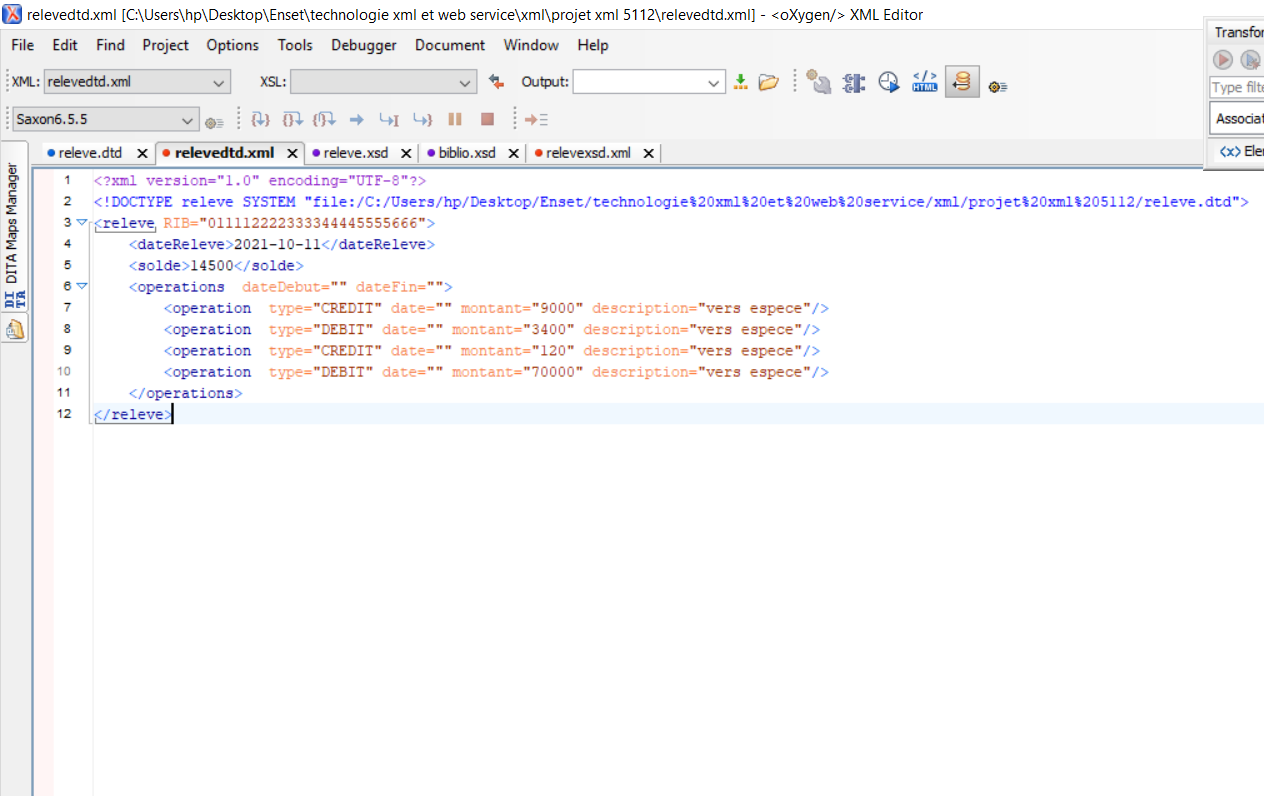 relevedtd.xml [C:\Users\hp\Desktop\Enset\technologie xml et web service\xml\projet xml 5112\relevedtd.xml] - <oXygen/> XML Editor
File Edit Find Project Options Tools Debugger Document Window Help
XML: relevedtd.xml XSL: Output:
Saxon6.5.5
Transfor
Type filte
Associat
<x> Ele
releve.dtd relevedtd.xml releve.xsd biblio.xsd relevexsd.xml
DITA Maps Manager
1 <?xml version="1.0" encoding="UTF-8"?>
2 <!DOCTYPE releve SYSTEM "file:/C:/Users/hp/Desktop/Enset/technologie%20xml%20et%20web%20service/xml/projet%20xml%205112/releve.dtd">
3 <releve RIB="011112222333344445555666">
4 <dateReleve>2021-10-11</dateReleve>
5 <solde>14500</solde>
6 <operations dateDebut="" dateFin="">
7 <operation type="CREDIT" date="" montant="9000" description="vers espece"/>
8 <operation type="DEBIT" date="" montant="3400" description="vers espece"/>
9 <operation type="CREDIT" date="" montant="120" description="vers espece"/>
10 <operation type="DEBIT" date="" montant="70000" description="vers espece"/>
11 </operations>
12 </releve>